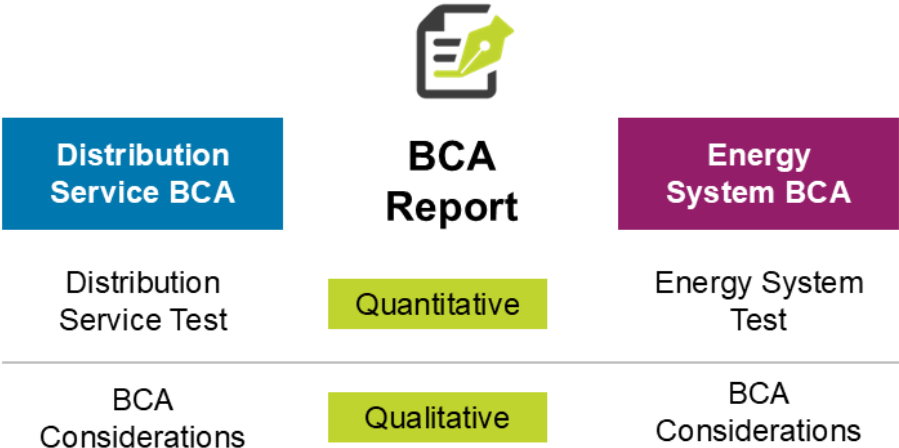 Distribution
Service BCA
BCA
Report
Energy
System BCA
Distribution
Service Test
Quantitative
Energy System
Test
BCA
Considerations
Qualitative
BCA
Considerations